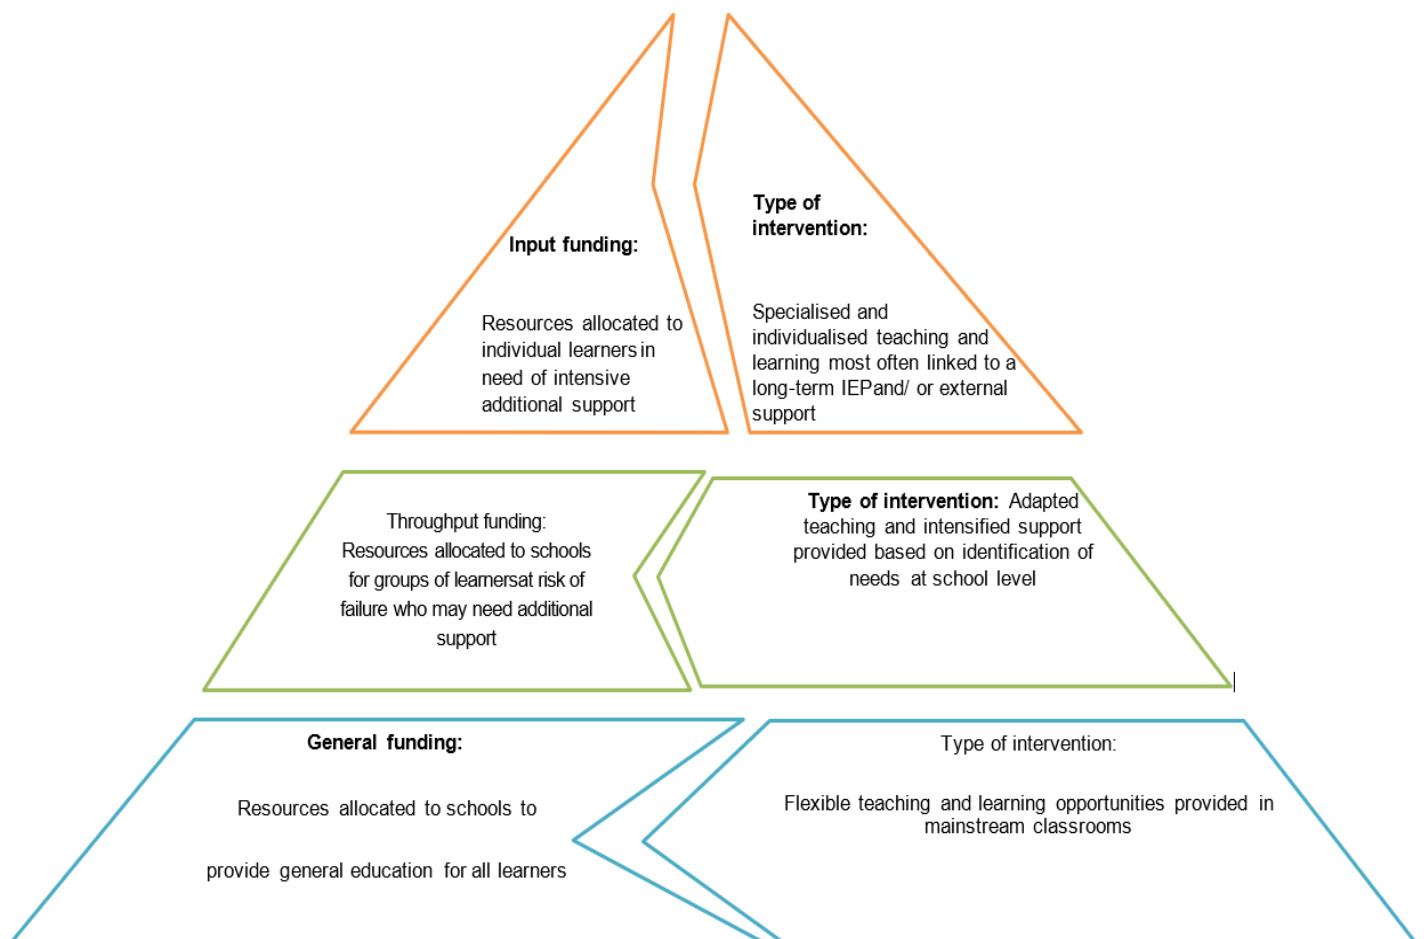 Input funding:
Resources allocated to
individual learners in
need of intensive
additional support
Type of
intervention:
Specialised and
individualised teaching and
learning most often linked to a
long-term IEPand/ or external
support
Throughput funding:
Resources allocated to schools
for groups of learnersat risk of
failure who may need additional
support
Type of intervention: Adapted
teaching and intensified support
provided based on identification of
needs at school level
General funding:
Resources allocated to schools to
provide general education for all learners
Type of intervention:
Flexible teaching and learning opportunities provided in
mainstream classrooms